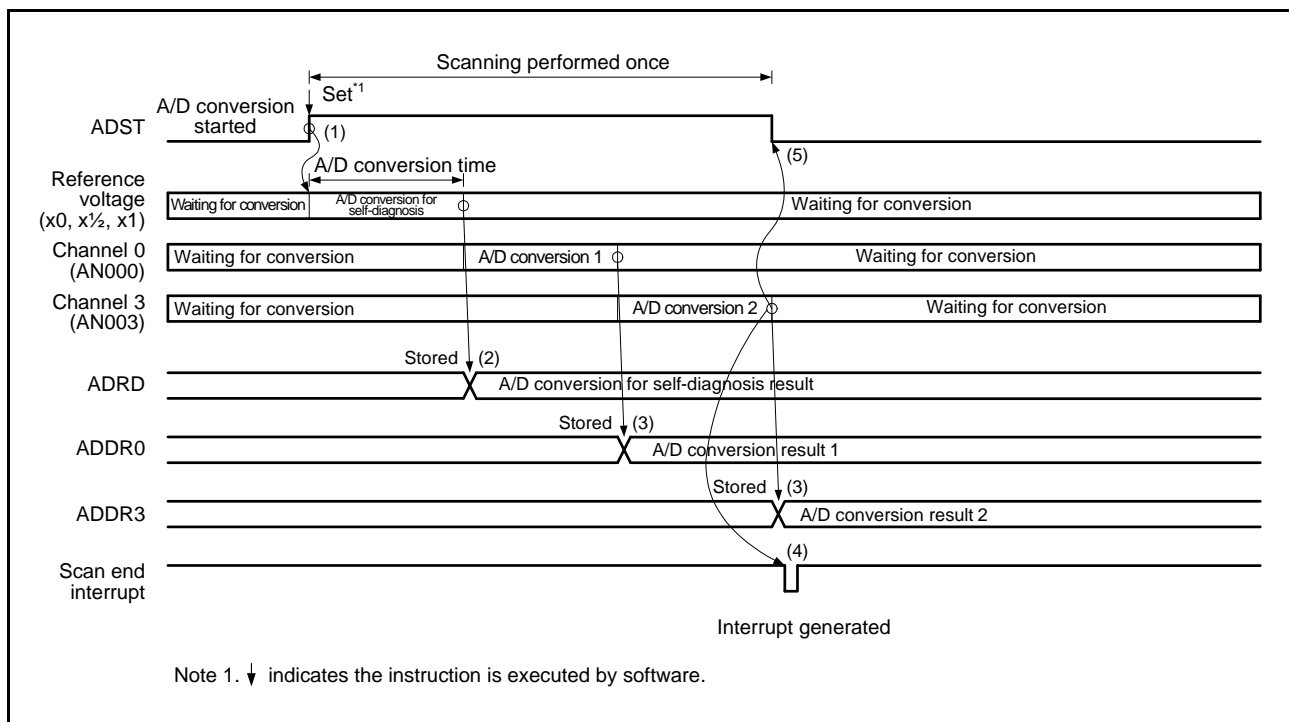 Scanning performed once
Set*1
A/D conversion
started
ADST
(1)
(5)
A/D conversion time
Reference
voltage
(x0, x½, x1)
Waiting for conversion
A/D conversion for
self-diagnosis
Waiting for conversion
Channel 0
(AN000)
Waiting for conversion
A/D conversion 1
Waiting for conversion
Channel 3
(AN003)
Waiting for conversion
A/D conversion 2
Waiting for conversion
Stored
(2)
ADRD
A/D conversion for self-diagnosis result
Stored
(3)
ADDR0
A/D conversion result 1
Stored
(3)
ADDR3
A/D conversion result 2
(4)
Scan end
interrupt
Interrupt generated
Note 1. ↓ indicates the instruction is executed by software.